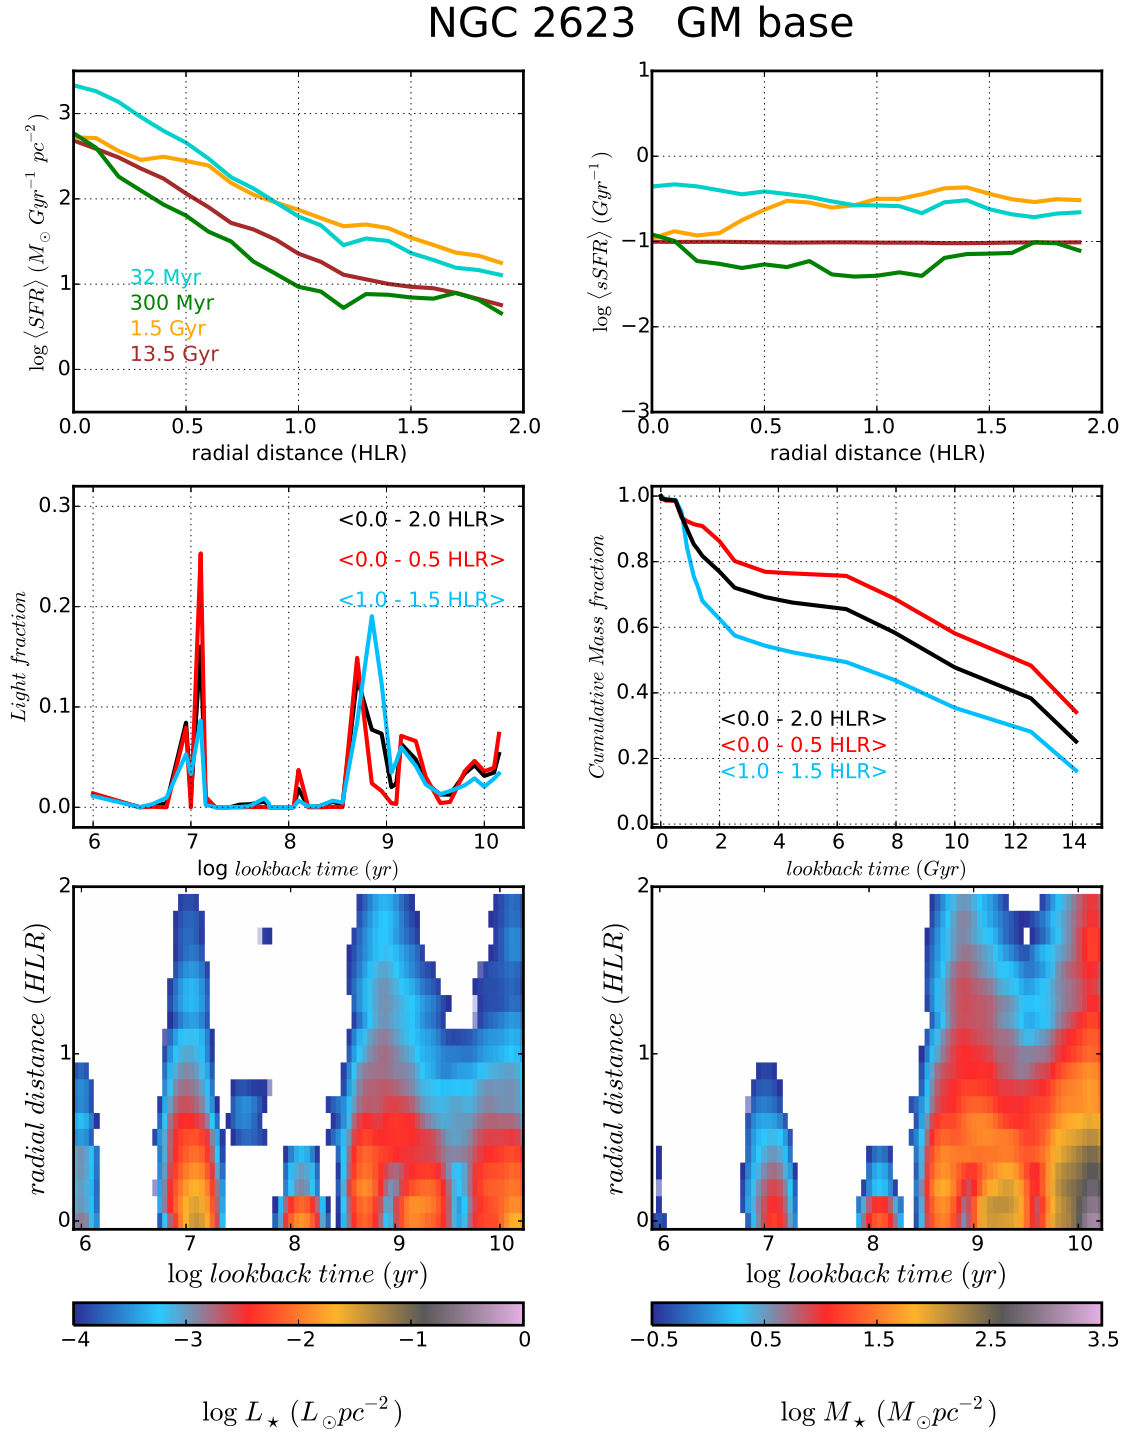 NGC 2623 GM base
log ⟨SFR⟩ (M⊙ Gyr⁻¹ pc⁻²)
3
2
1
0
32 Myr
300 Myr
1.5 Gyr
13.5 Gyr
0.0 0.5 1.0 1.5 2.0
radial distance (HLR)
log ⟨sSFR⟩ (Gyr⁻¹)
1
0
−1
−2
−3
0.0 0.5 1.0 1.5 2.0
radial distance (HLR)
Light fraction
0.3
0.2
0.1
0.0
<0.0 - 2.0 HLR>
<0.0 - 0.5 HLR>
<1.0 - 1.5 HLR>
6 7 8 9 10
log lookback time (yr)
Cumulative Mass fraction
1.0
0.8
0.6
0.4
0.2
0.0
<0.0 - 2.0 HLR>
<0.0 - 0.5 HLR>
<1.0 - 1.5 HLR>
0 2 4 6 8 10 12 14
lookback time (Gyr)
radial distance (HLR)
2
1
0
6 7 8 9 10
log lookback time (yr)
−4 −3 −2 −1 0
log L⋆ (L⊙pc⁻²)
radial distance (HLR)
2
1
0
6 7 8 9 10
log lookback time (yr)
−0.5 0.5 1.5 2.5 3.5
log M⋆ (M⊙pc⁻²)